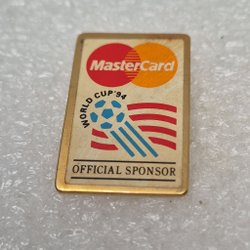 MasterCard
WORLD CUP '94
OFFICIAL SPONSOR